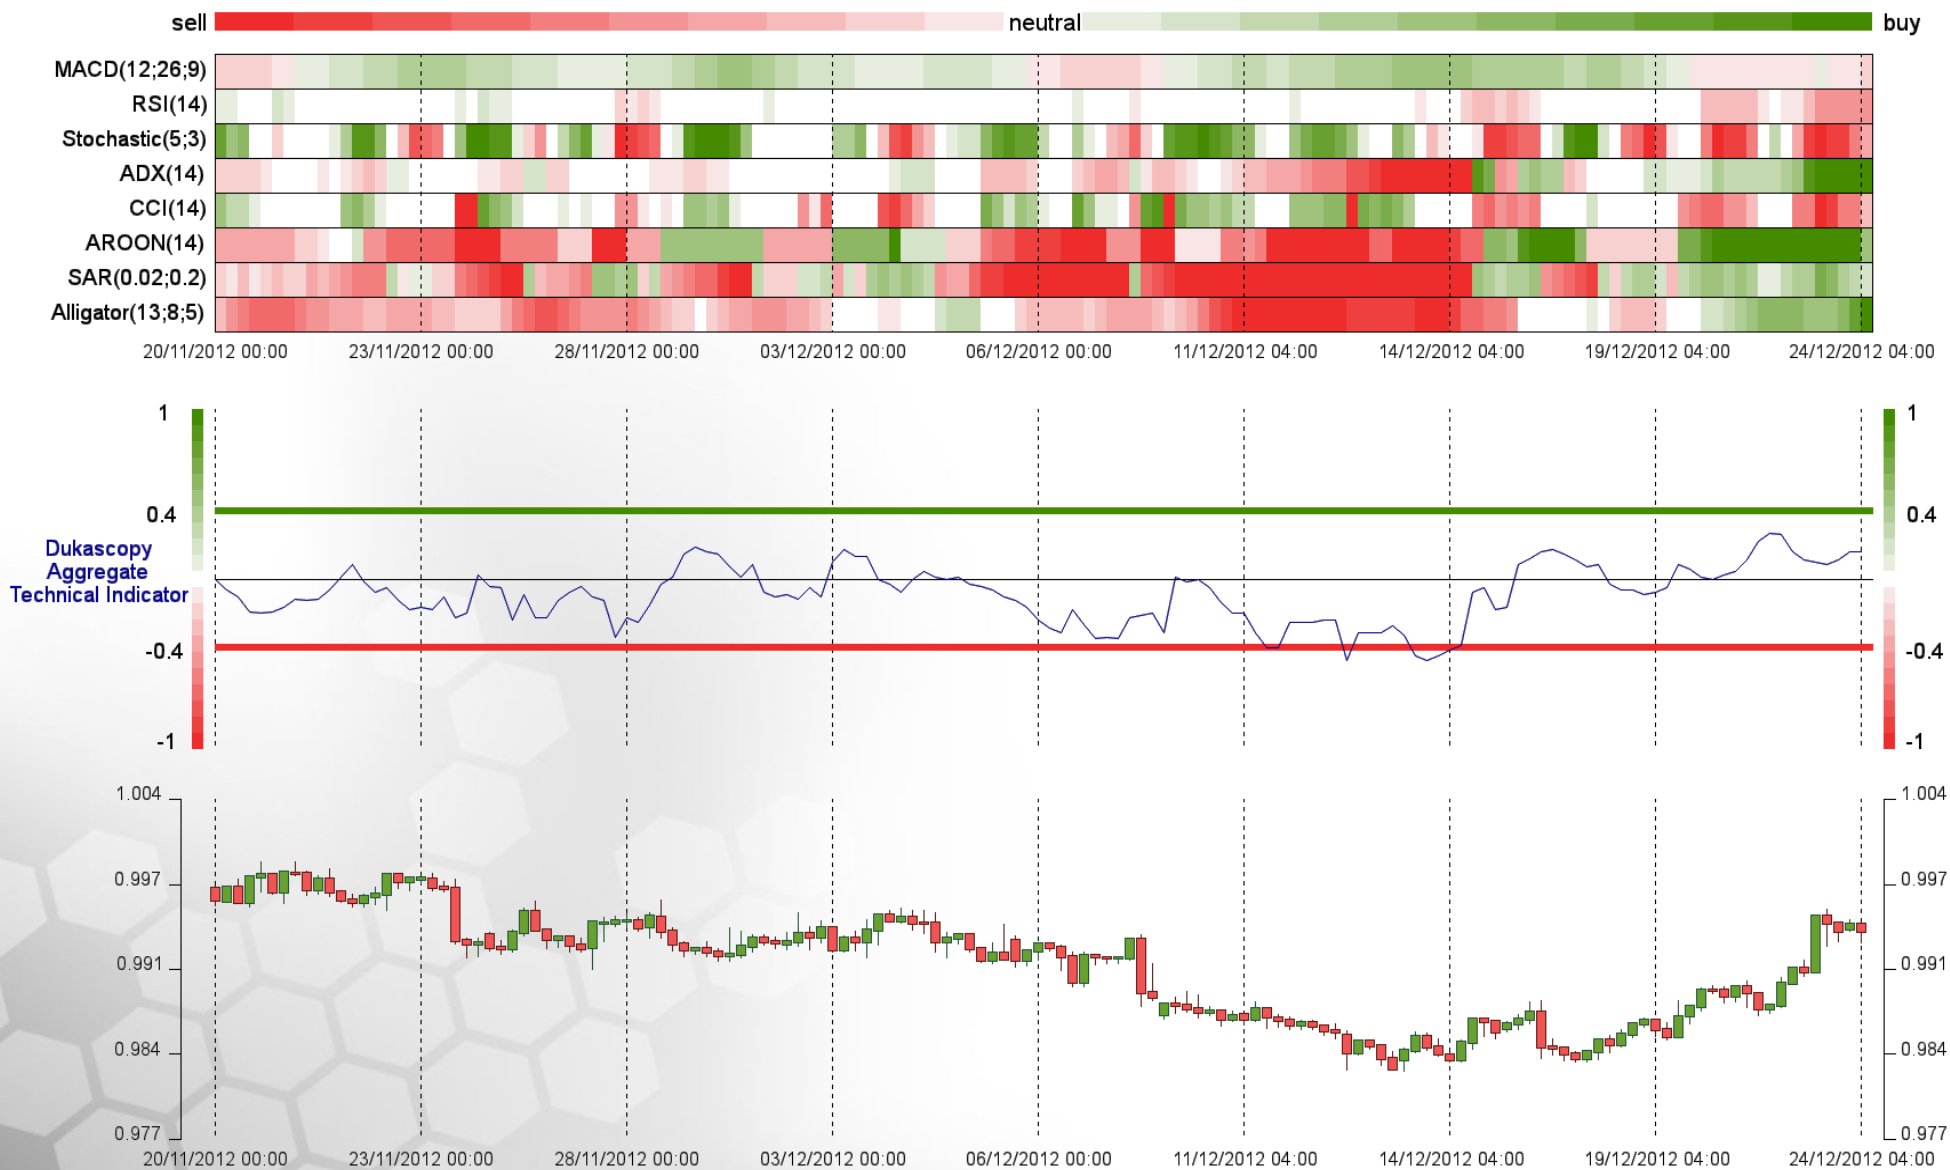 sell neutral buy
MACD(12;26;9)
RSI(14)
Stochastic(5;3)
ADX(14)
CCI(14)
AROON(14)
SAR(0.02;0.2)
Alligator(13;8;5)
20/11/2012 00:00 23/11/2012 00:00 28/11/2012 00:00 03/12/2012 00:00 06/12/2012 00:00 11/12/2012 04:00 14/12/2012 04:00 19/12/2012 04:00 24/12/2012 04:00
1 1
0.4 0.4
Dukascopy
Aggregate
Technical Indicator
-0.4 -0.4
-1 -1
1.004 1.004
0.997 0.997
0.991 0.991
0.984 0.984
0.977 0.977
20/11/2012 00:00 23/11/2012 00:00 28/11/2012 00:00 03/12/2012 00:00 06/12/2012 00:00 11/12/2012 04:00 14/12/2012 04:00 19/12/2012 04:00 24/12/2012 04:00